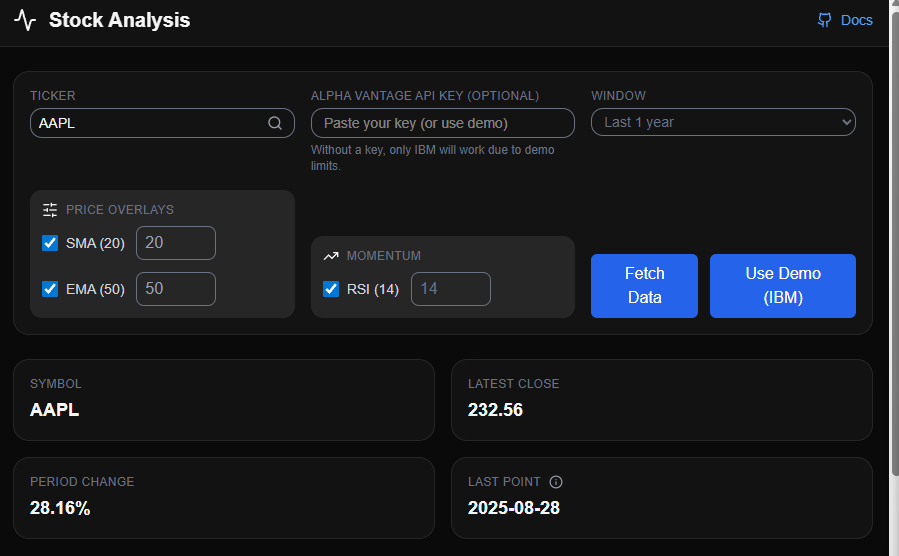 Stock Analysis
Docs
TICKER
AAPL
ALPHA VANTAGE API KEY (OPTIONAL)
Paste your key (or use demo)
Without a key, only IBM will work due to demo
limits.
WINDOW
Last 1 year
PRICE OVERLAYS
SMA (20)
20
EMA (50)
50
MOMENTUM
RSI (14)
14
Fetch
Data
Use Demo
(IBM)
SYMBOL
AAPL
LATEST CLOSE
232.56
PERIOD CHANGE
28.16%
LAST POINT
2025-08-28